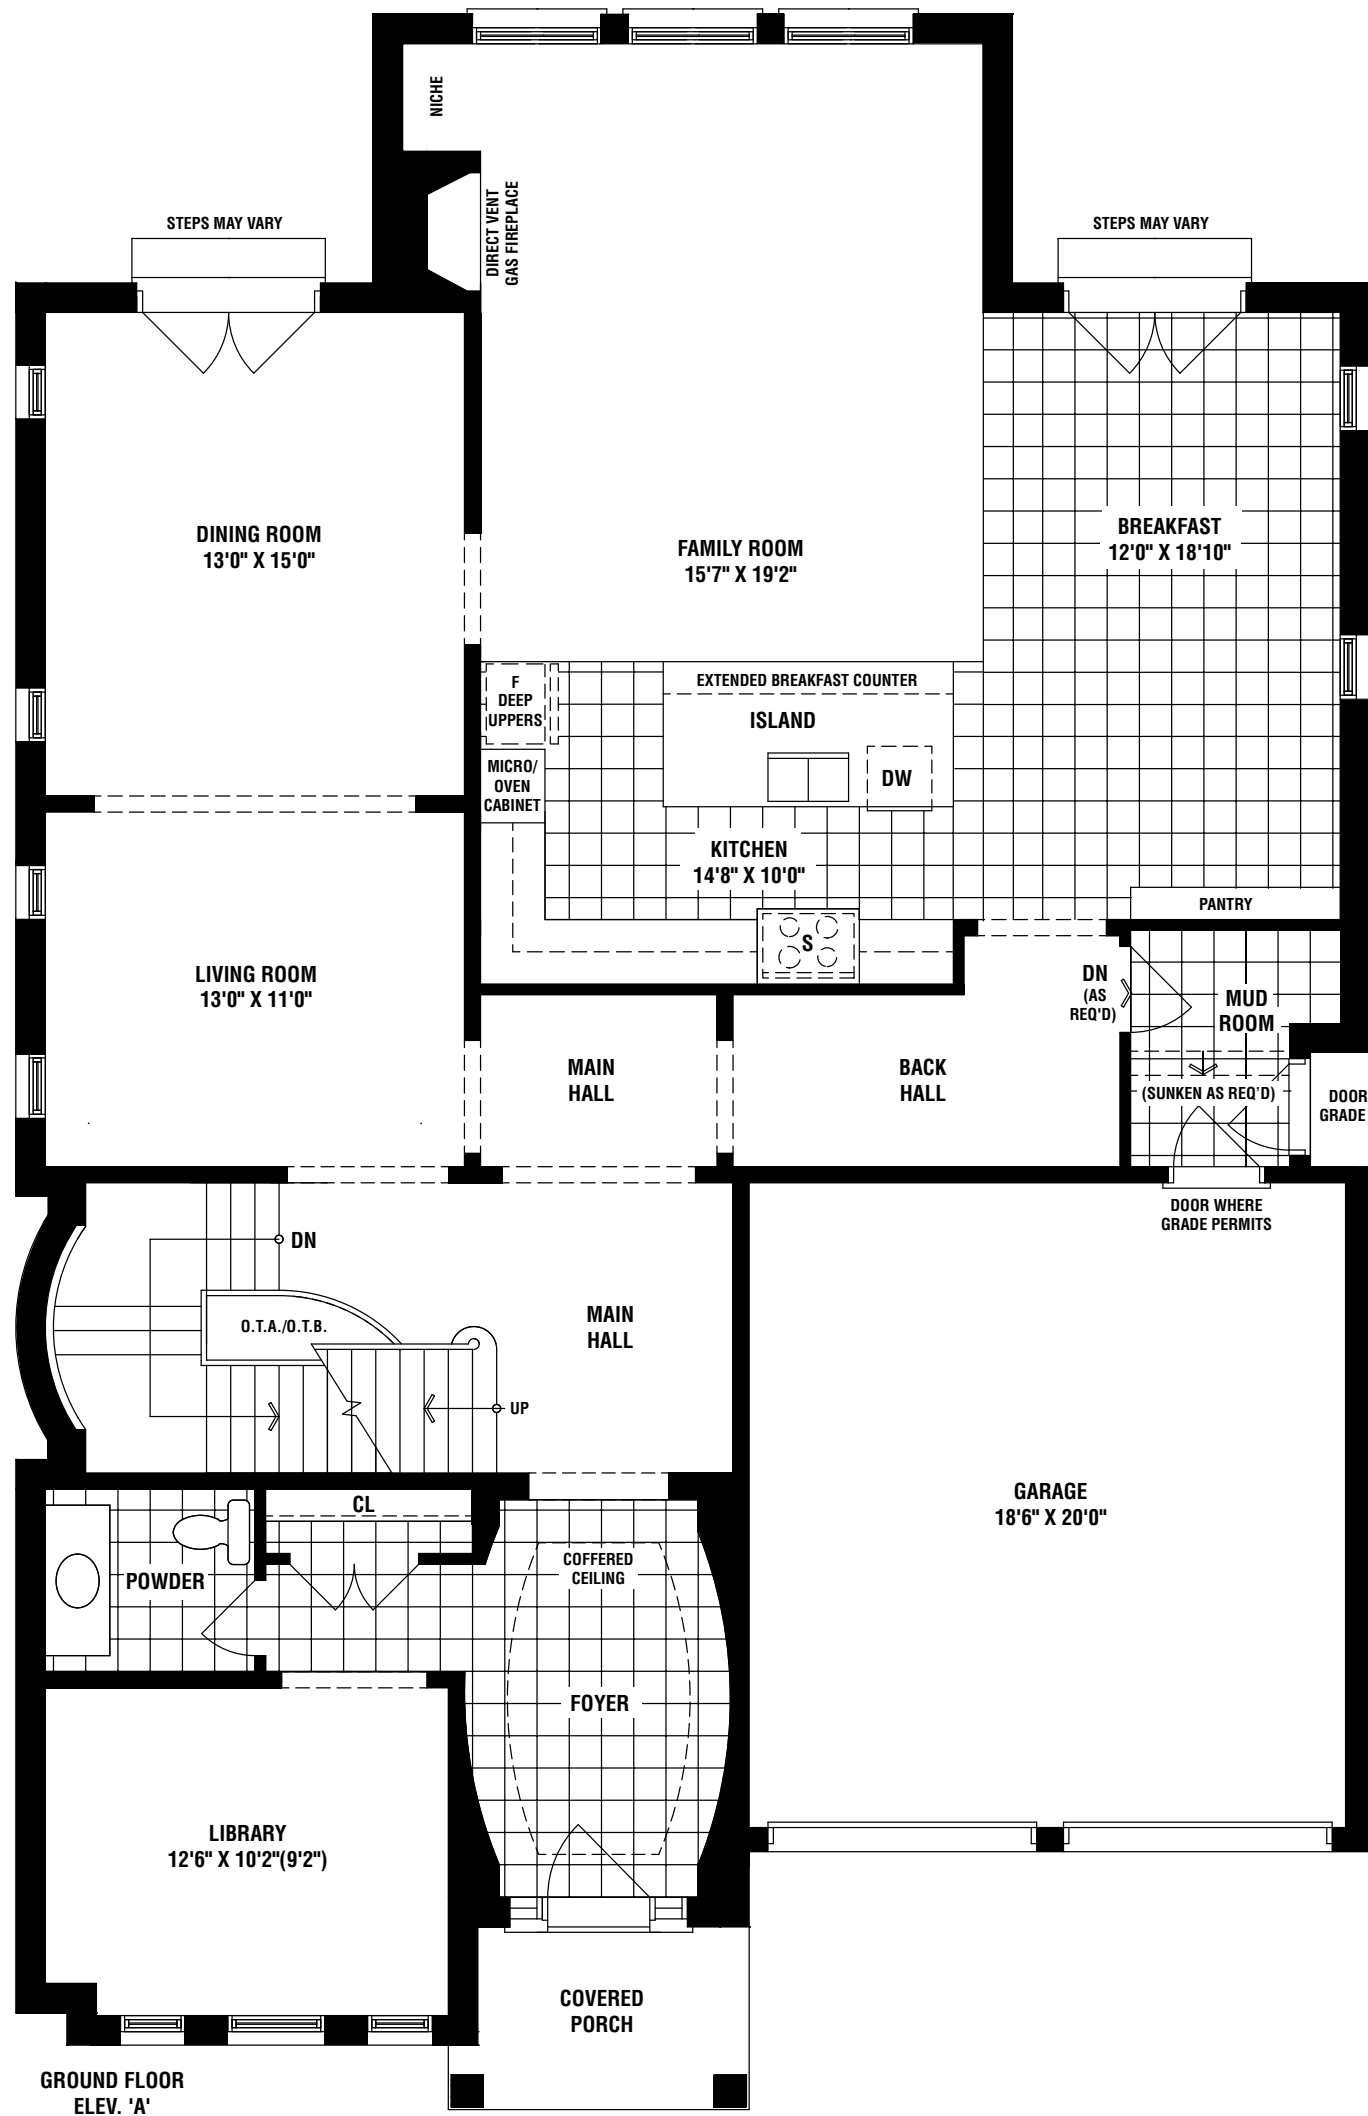 NICHE
DIRECT VENT
GAS FIREPLACE
STEPS MAY VARY
STEPS MAY VARY
DINING ROOM
13'0" X 15'0"
FAMILY ROOM
15'7" X 19'2"
BREAKFAST
12'0" X 18'10"
F
DEEP
UPPERS
EXTENDED BREAKFAST COUNTER
ISLAND
DW
MICRO/
OVEN
CABINET
KITCHEN
14'8" X 10'0"
PANTRY
S
LIVING ROOM
13'0" X 11'0"
DN
(AS
REQ'D)
MUD
ROOM
MAIN
HALL
BACK
HALL
(SUNKEN AS REQ'D)
DOOR
GRADE
DOOR WHERE
GRADE PERMITS
DN
O.T.A./O.T.B.
MAIN
HALL
UP
CL
POWDER
COFFERED
CEILING
GARAGE
18'6" X 20'0"
FOYER
LIBRARY
12'6" X 10'2"(9'2")
COVERED
PORCH
GROUND FLOOR
ELEV. 'A'